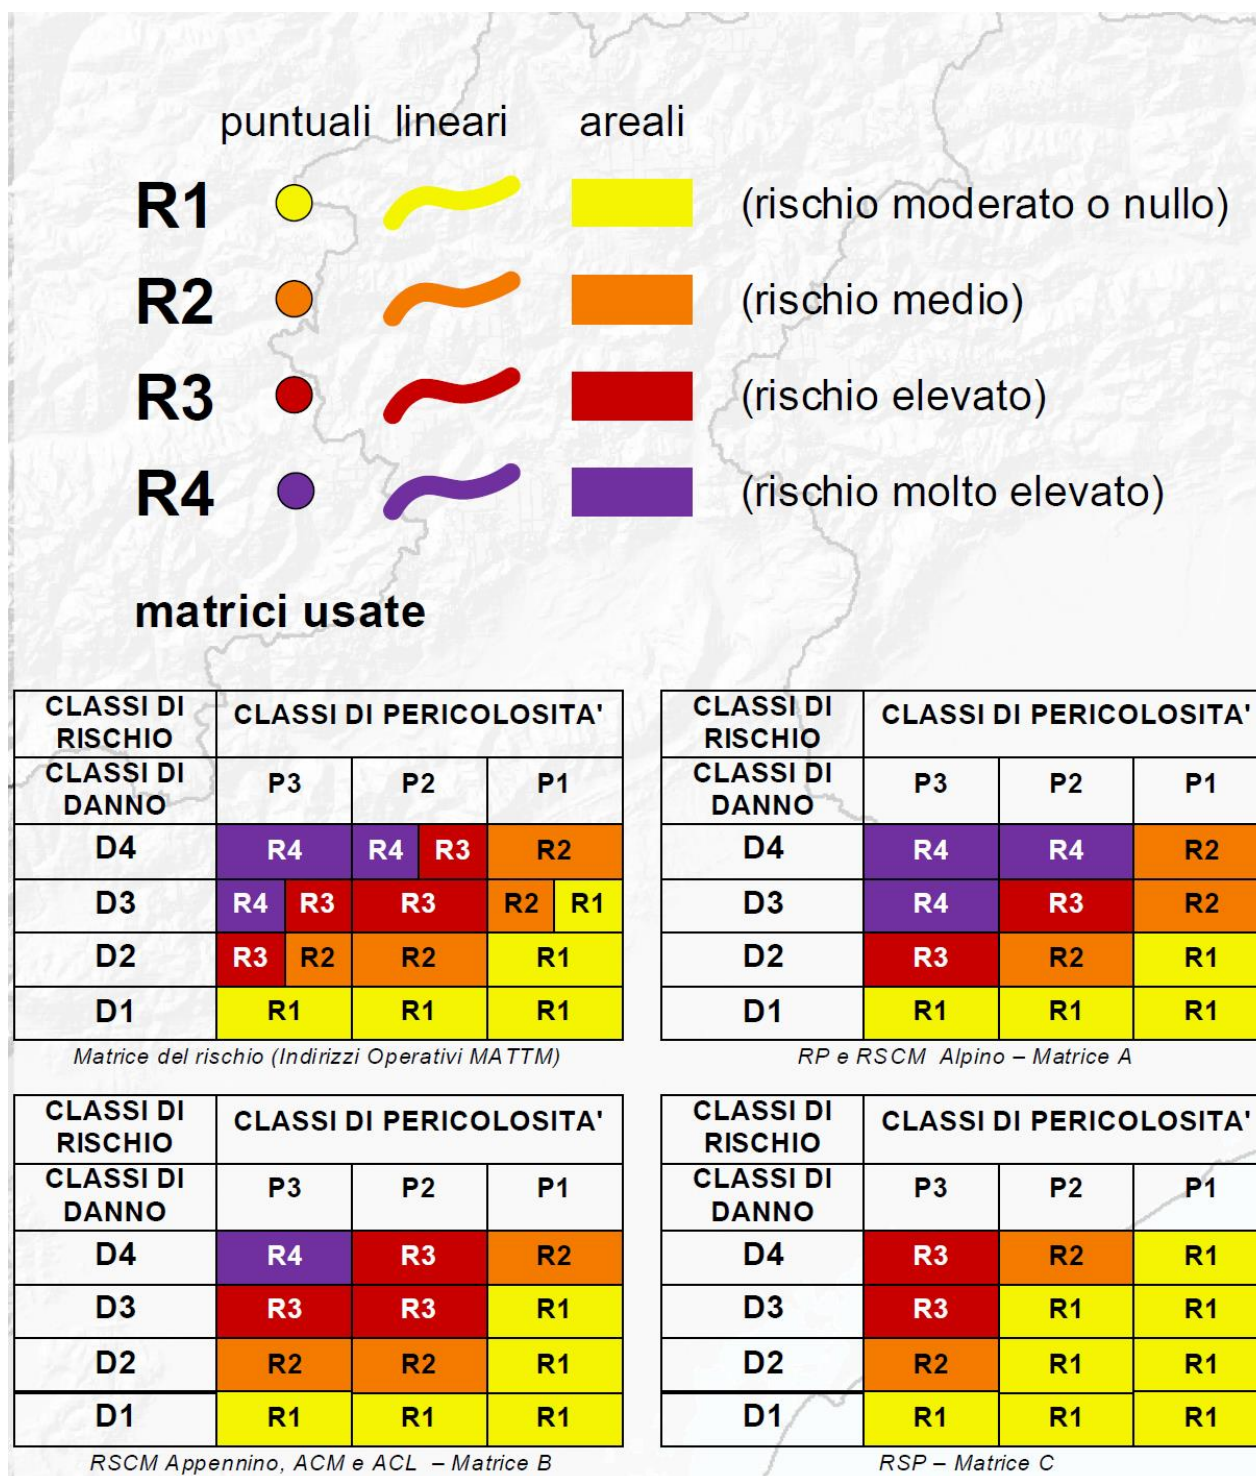 puntuali lineari areali
R1 (rischio moderato o nullo)
R2 (rischio medio)
R3 (rischio elevato)
R4 (rischio molto elevato)
matrici usate
CLASSI DI RISCHIO CLASSI DI PERICOLOSITA'
CLASSI DI DANNO P3 P2 P1
D4 R4 R4 R3 R2
D3 R4 R3 R3 R2 R1
D2 R3 R2 R2 R1
D1 R1 R1 R1
Matrice del rischio (Indirizzi Operativi MATTM)
CLASSI DI RISCHIO CLASSI DI PERICOLOSITA'
CLASSI DI DANNO P3 P2 P1
D4 R4 R4 R2
D3 R4 R3 R2
D2 R3 R2 R1
D1 R1 R1 R1
RP e RSCM Alpino – Matrice A
CLASSI DI RISCHIO CLASSI DI PERICOLOSITA'
CLASSI DI DANNO P3 P2 P1
D4 R4 R3 R2
D3 R3 R3 R1
D2 R2 R2 R1
D1 R1 R1 R1
RSCM Appennino, ACM e ACL – Matrice B
CLASSI DI RISCHIO CLASSI DI PERICOLOSITA'
CLASSI DI DANNO P3 P2 P1
D4 R3 R2 R1
D3 R3 R1 R1
D2 R2 R1 R1
D1 R1 R1 R1
RSP – Matrice C